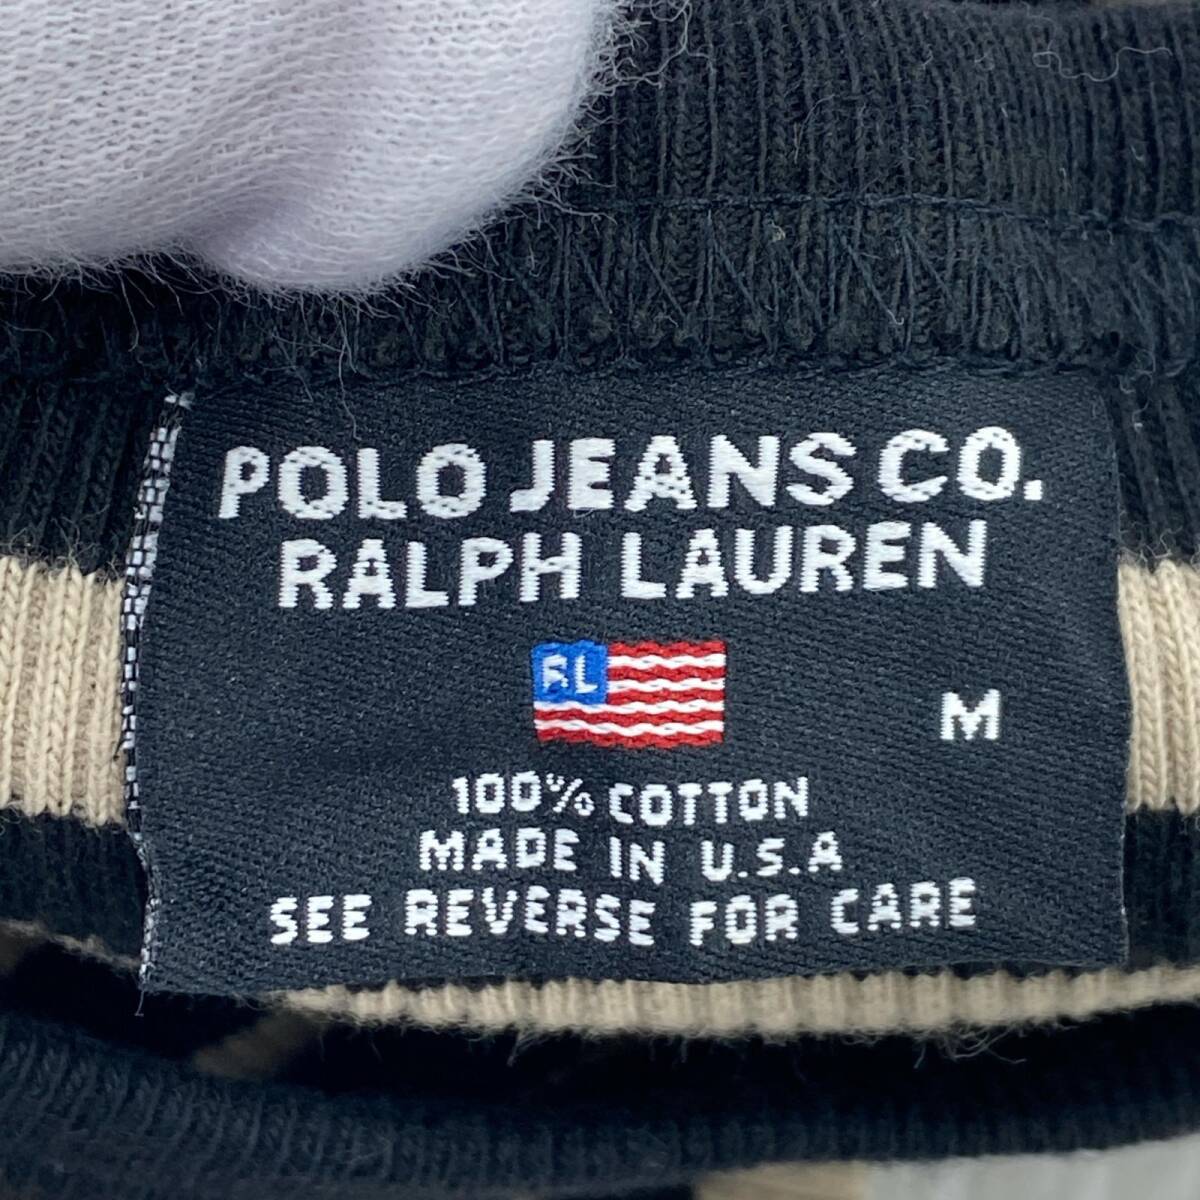 POLO JEANS CO.
RALPH LAUREN
RL
M
100% COTTON
MADE IN U.S.A
SEE REVERSE FOR CARE